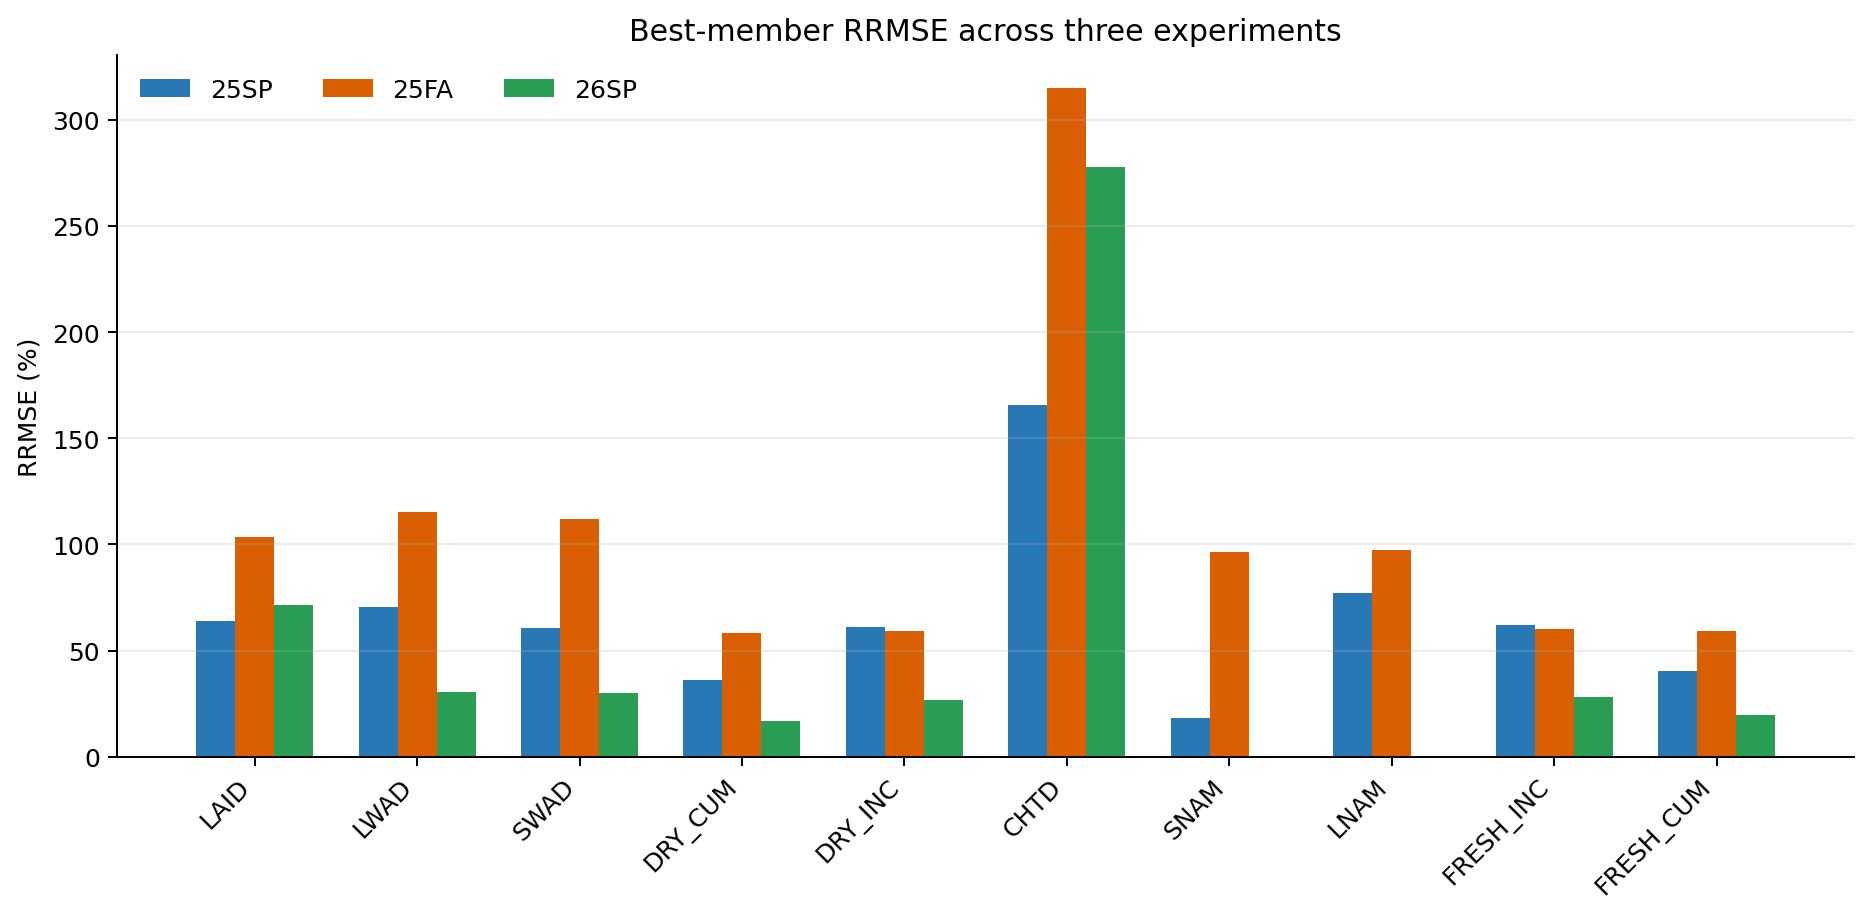 Best-member RRMSE across three experiments
25SP 25FA 26SP
RRMSE (%)
300
250
200
150
100
50
0
LAID LWAD SWAD DRY_CUM DRY_INC CHTD SNAM LNAM FRESH_INC FRESH_CUM